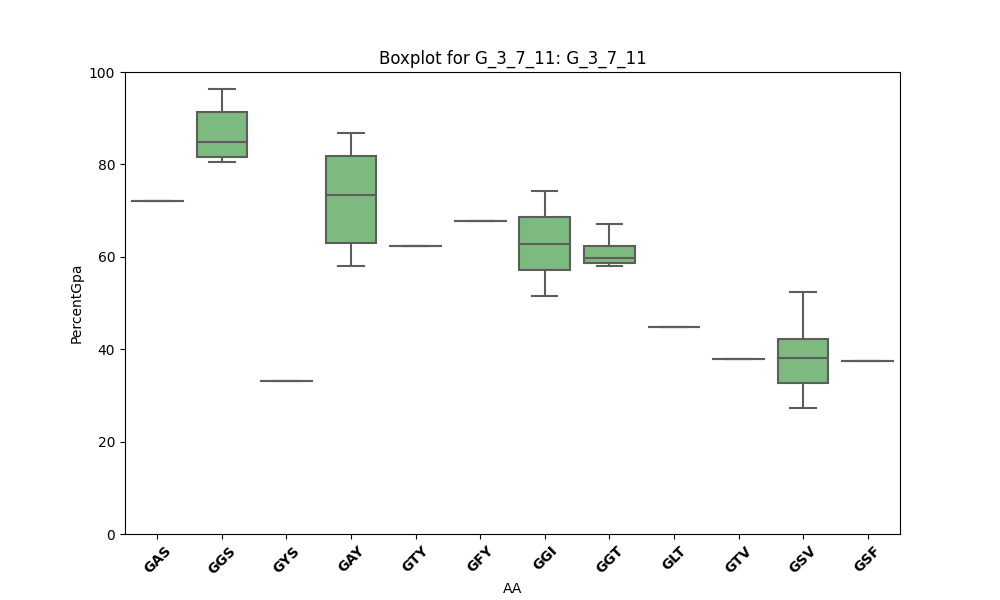 Boxplot for G_3_7_11: G_3_7_11
PercentGpa
100
80
60
40
20
0
GAS
GGS
GYS
GAY
GTY
GFY
GGI
GGT
GLT
GTV
GSV
GSF
AA